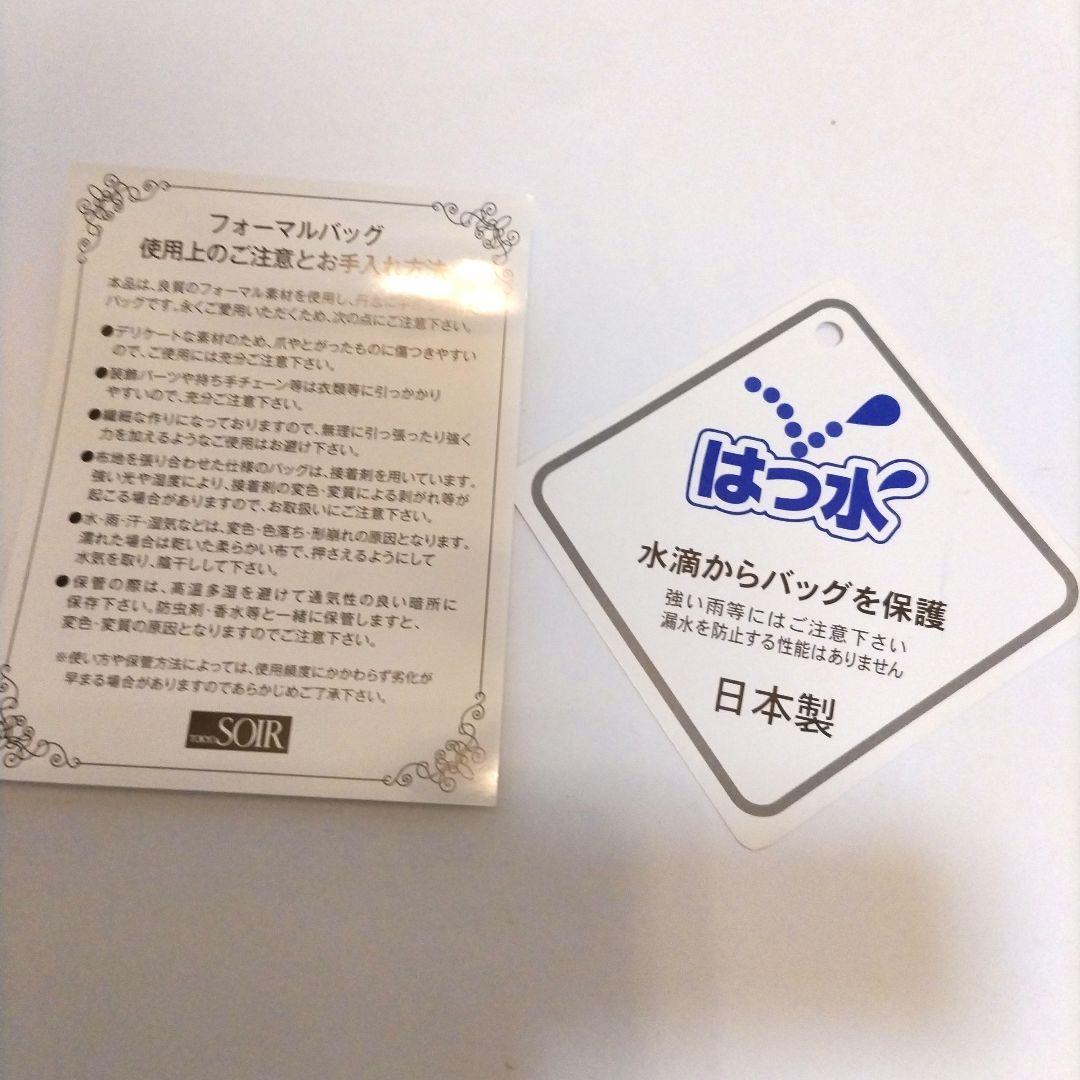 フォーマルバッグ
使用上のご注意とお手入れ方法
本品は、良質のフォーマル素材を使用し、丹念に
バッグです。永くご愛用いただくため、次の点にご注意下さい。
●デリケートな素材のため、爪やとがったものに傷つきやすい
ので、ご使用には充分ご注意下さい。
●装飾パーツや持ち手チェーン等は衣類等に引っかかり
やすいので、充分ご注意下さい。
●繊細な作りになっておりますので、無理に引っ張ったり強く
力を加えるようなご使用はお避け下さい。
●布地を張り合わせた仕様のバッグは、接着剤を用いています。
強い光や湿度により、接着剤の変色・変質による剥がれ等が
起こる場合がありますので、お取扱いにご注意下さい。
●水・雨・汗・湿気などは、変色・色落ち・形崩れの原因となります。
濡れた場合は乾いた柔らかい布で、押さえるようにして
水気を取り、陰干しして下さい。
●保管の際は、高温多湿を避けて通気性の良い暗所に
保存下さい。防虫剤・香水等と一緒に保管しますと、
変色・変質の原因となりますのでご注意下さい。
※使い方や保管方法によっては、使用頻度にかかわらず劣化が
早まる場合がありますのであらかじめご了承下さい。
TOKYO SOIR
はっ水
水滴からバッグを保護
強い雨等にはご注意下さい
漏水を防止する性能はありません
日本製